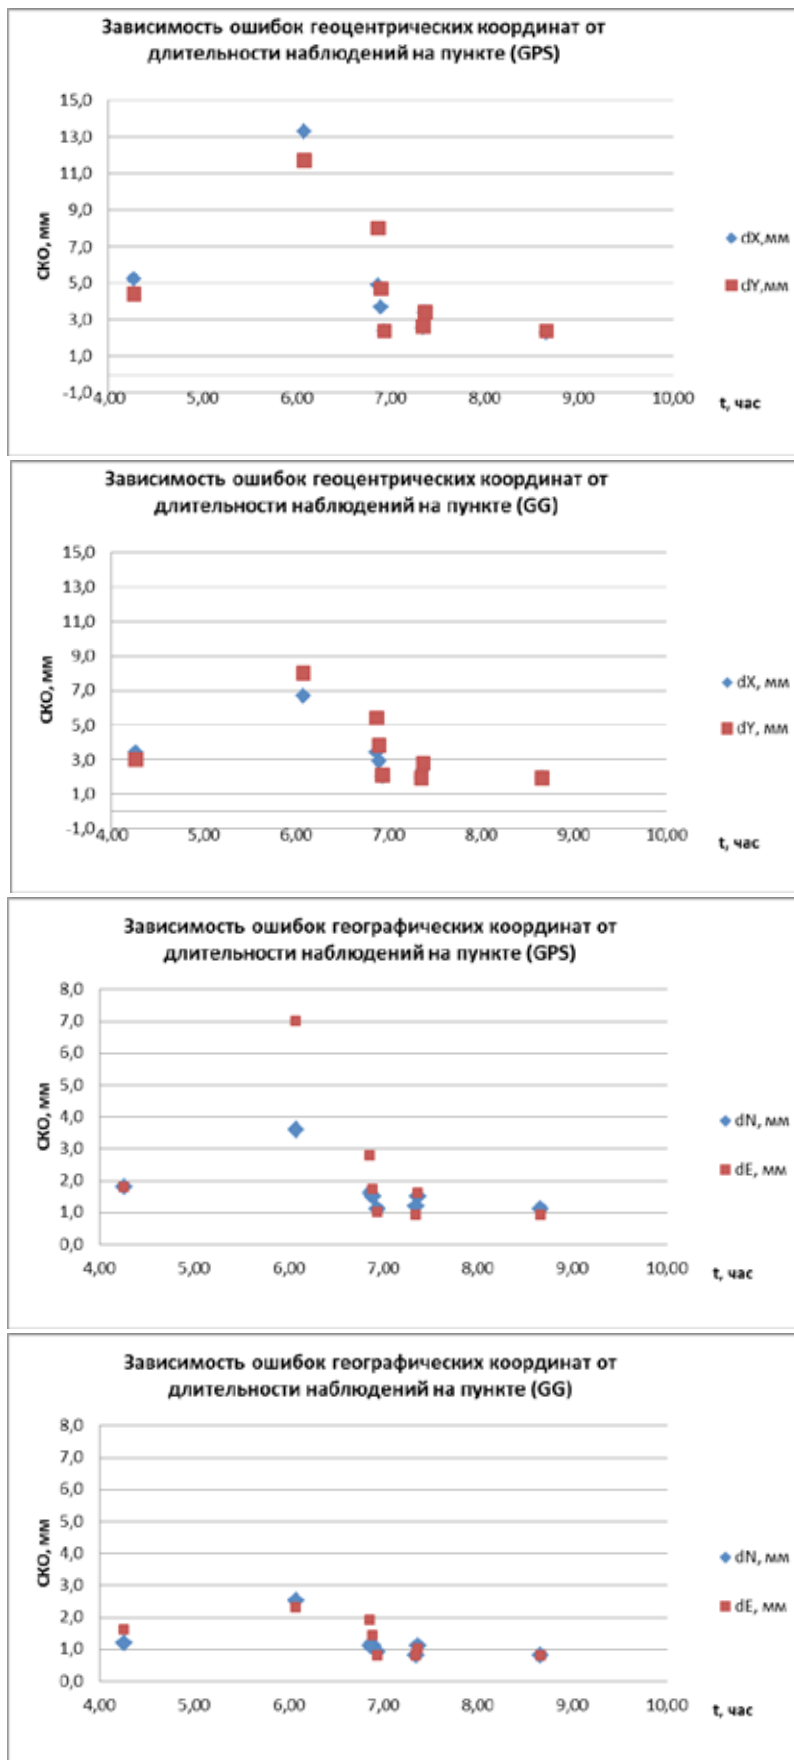 Зависимость ошибок геоцентрических координат от
длительности наблюдений на пункте (GPS)
15,0
13,0
11,0
9,0
7,0
5,0
3,0
1,0
-1,0
СКО, мм
4,00 5,00 6,00 7,00 8,00 9,00 10,00
t, час
dX,мм
dY,мм
Зависимость ошибок геоцентрических координат от
длительности наблюдений на пункте (GG)
15,0
13,0
11,0
9,0
7,0
5,0
3,0
1,0
-1,0
СКО, мм
4,00 5,00 6,00 7,00 8,00 9,00 10,00
t, час
dX, мм
dY, мм
Зависимость ошибок географических координат от
длительности наблюдений на пункте (GPS)
8,0
7,0
6,0
5,0
4,0
3,0
2,0
1,0
0,0
СКО, мм
4,00 5,00 6,00 7,00 8,00 9,00 10,00
t, час
dN, мм
dE, мм
Зависимость ошибок географических координат от
длительности наблюдений на пункте (GG)
8,0
7,0
6,0
5,0
4,0
3,0
2,0
1,0
0,0
СКО, мм
4,00 5,00 6,00 7,00 8,00 9,00 10,00
t, час
dN, мм
dE, мм